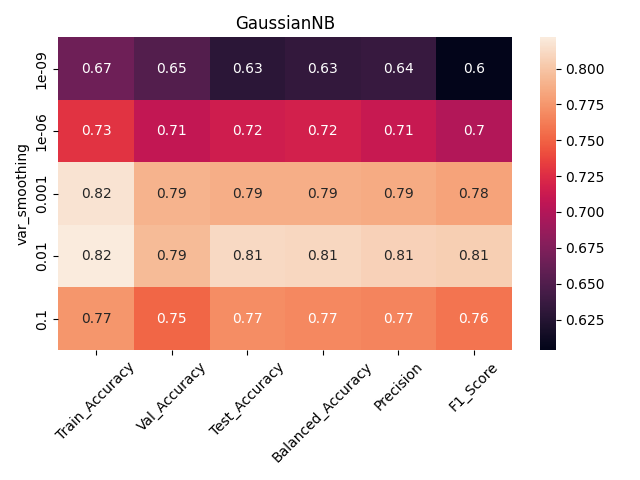 GaussianNB
var_smoothing
1e-09 0.67 0.65 0.63 0.63 0.64 0.6
1e-06 0.73 0.71 0.72 0.72 0.71 0.7
0.001 0.82 0.79 0.79 0.79 0.79 0.78
0.01 0.82 0.79 0.81 0.81 0.81 0.81
0.1 0.77 0.75 0.77 0.77 0.77 0.76
Train_Accuracy Val_Accuracy Test_Accuracy Balanced_Accuracy Precision F1_Score
0.800
0.775
0.750
0.725
0.700
0.675
0.650
0.625